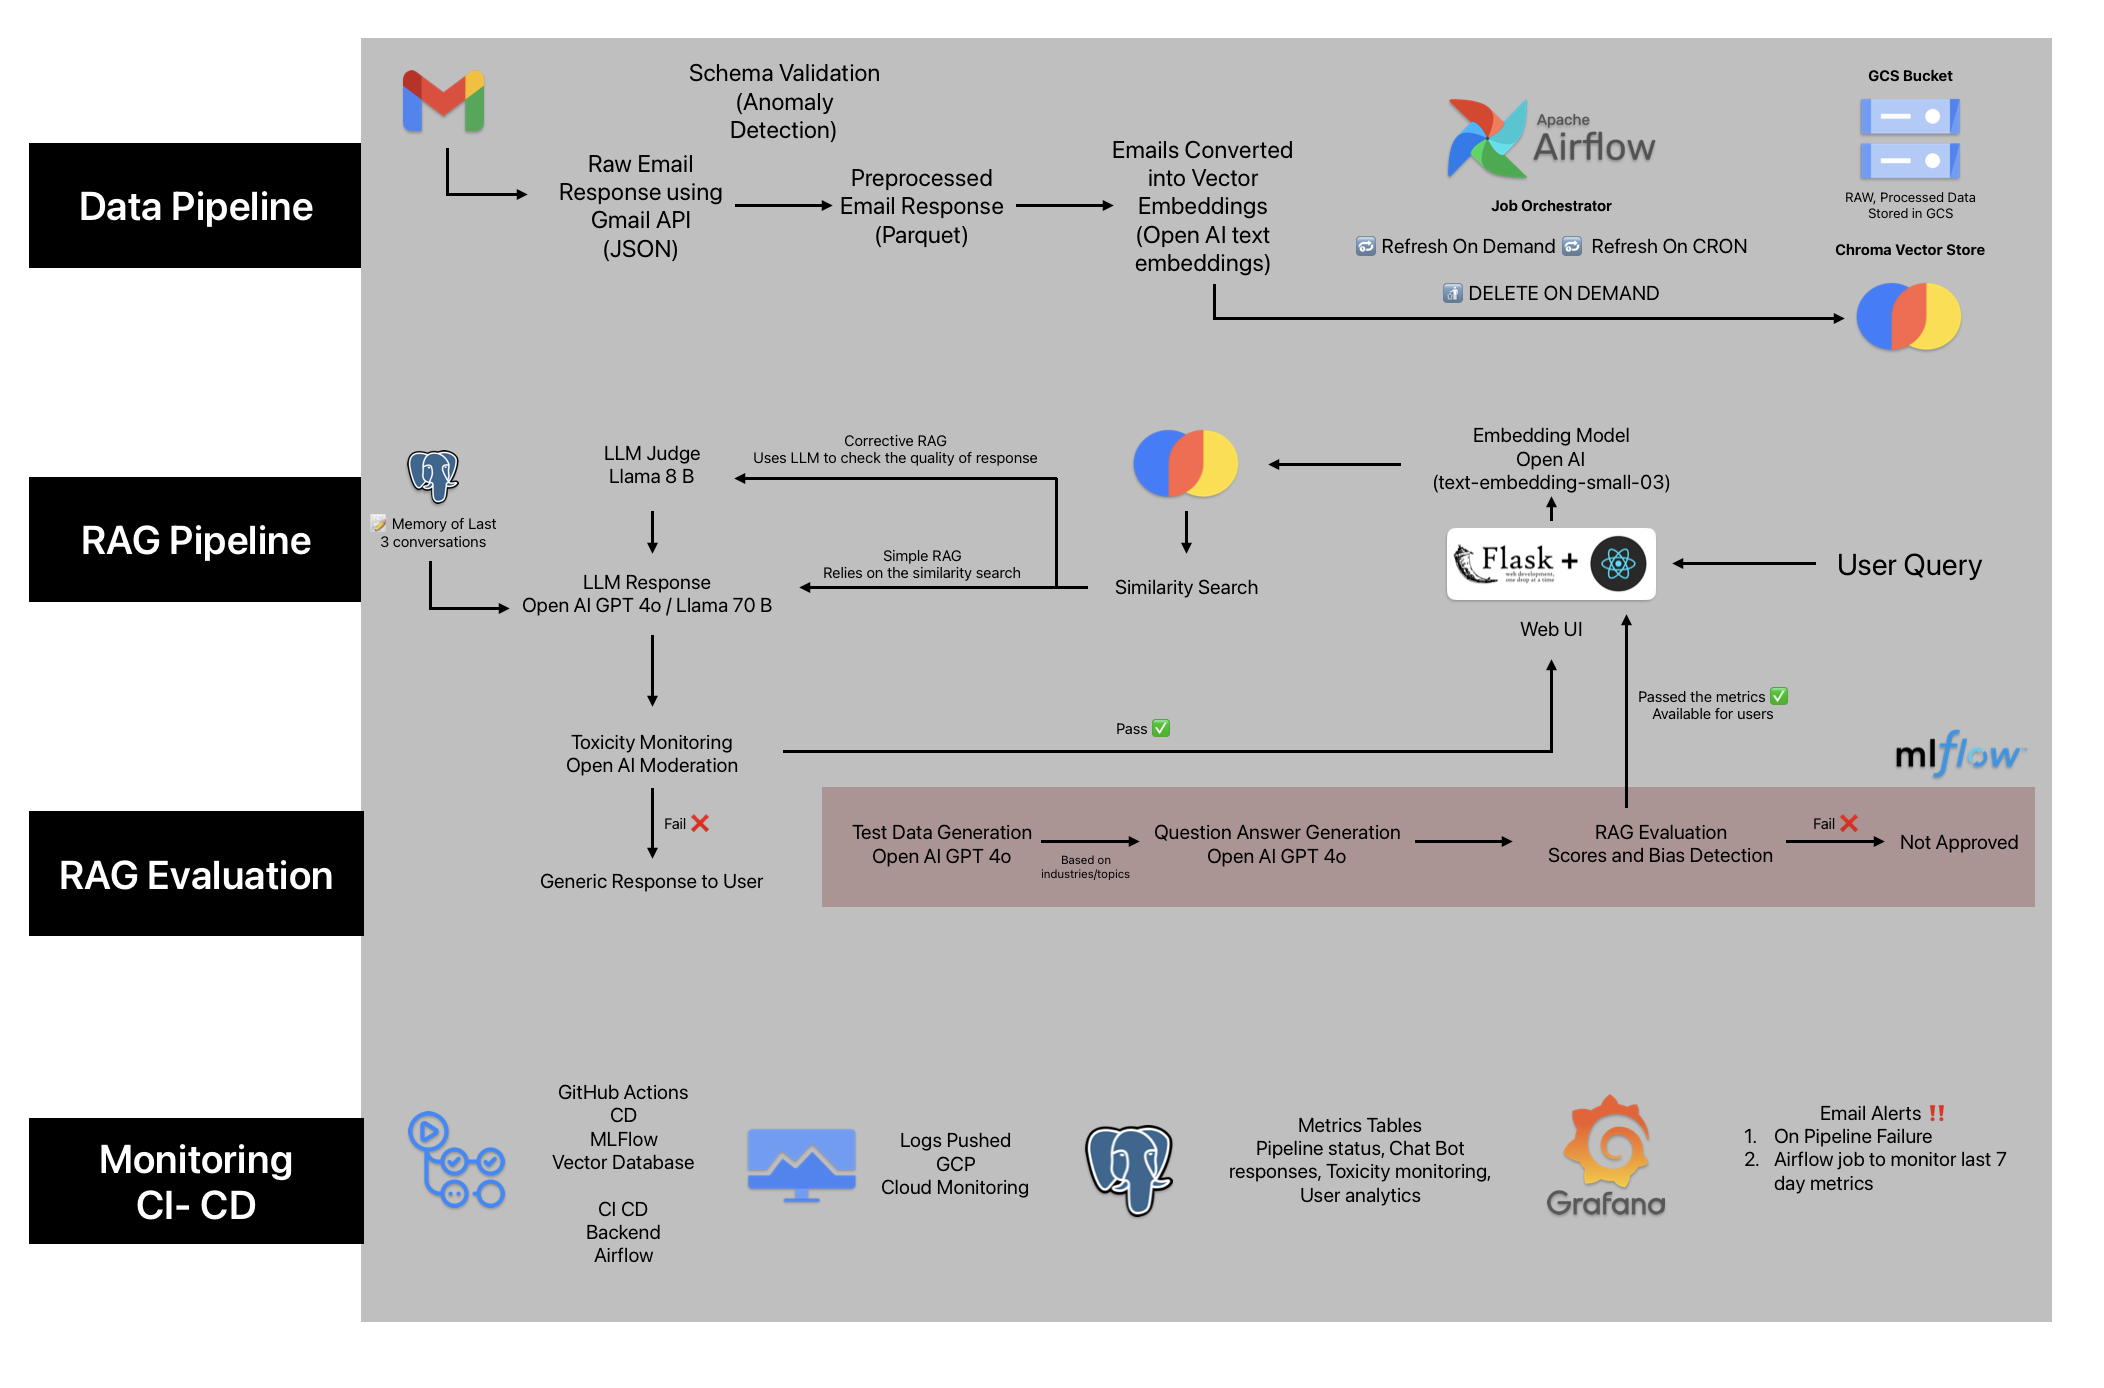 Data Pipeline
Schema Validation
(Anomaly
Detection)
Raw Email
Response using
Gmail API
(JSON)
Preprocessed
Email Response
(Parquet)
Emails Converted
into Vector
Embeddings
(Open AI text
embeddings)
Apache
Airflow
Job Orchestrator
Refresh On Demand
Refresh On CRON
DELETE ON DEMAND
GCS Bucket
RAW, Processed Data
Stored in GCS
Chroma Vector Store
RAG Pipeline
Memory of Last
3 conversations
LLM Judge
Llama 8 B
Corrective RAG
Uses LLM to check the quality of response
Simple RAG
Relies on the similarity search
LLM Response
Open AI GPT 4o / Llama 70 B
Similarity Search
Embedding Model
Open AI
(text-embedding-small-03)
Flask +
web development,
one drop at a time
Web UI
User Query
Toxicity Monitoring
Open AI Moderation
Pass ✅
Passed the metrics ✅
Available for users
mlflow™
RAG Evaluation
Fail ❌
Generic Response to User
Test Data Generation
Open AI GPT 4o
Based on
industries/topics
Question Answer Generation
Open AI GPT 4o
RAG Evaluation
Scores and Bias Detection
Fail ❌
Not Approved
Monitoring
CI- CD
GitHub Actions
CD
MLFlow
Vector Database
CI CD
Backend
Airflow
Logs Pushed
GCP
Cloud Monitoring
Metrics Tables
Pipeline status, Chat Bot
responses, Toxicity monitoring,
User analytics
Grafana
Email Alerts ‼️
1. On Pipeline Failure
2. Airflow job to monitor last 7
day metrics